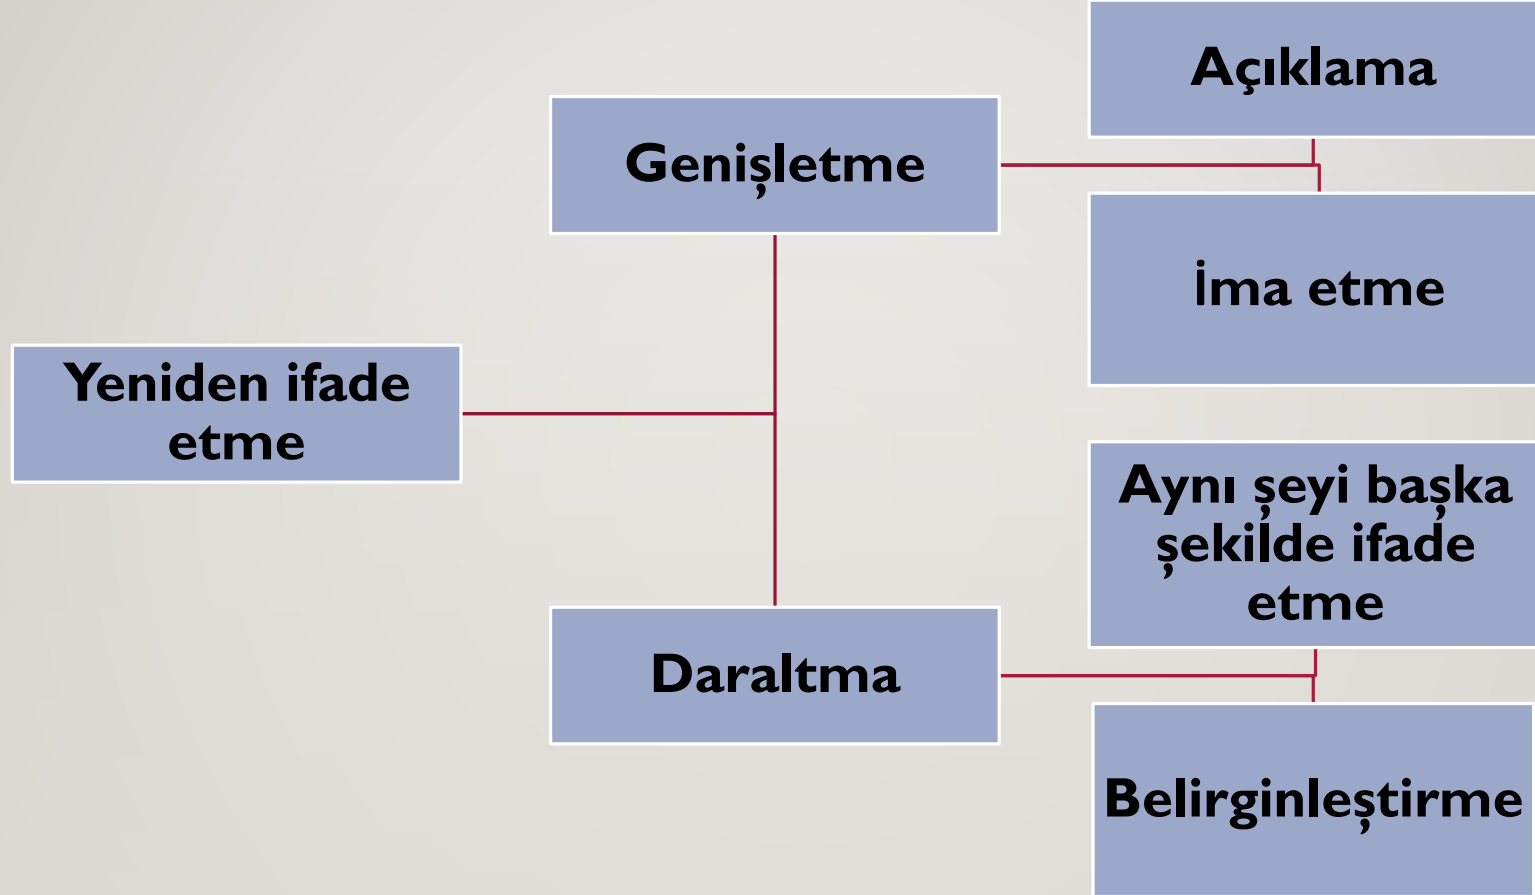 Açıklama
Genişletme
İma etme
Yeniden ifade
etme
Aynı şeyi başka
şekilde ifade
etme
Daraltma
Belirginleştirme